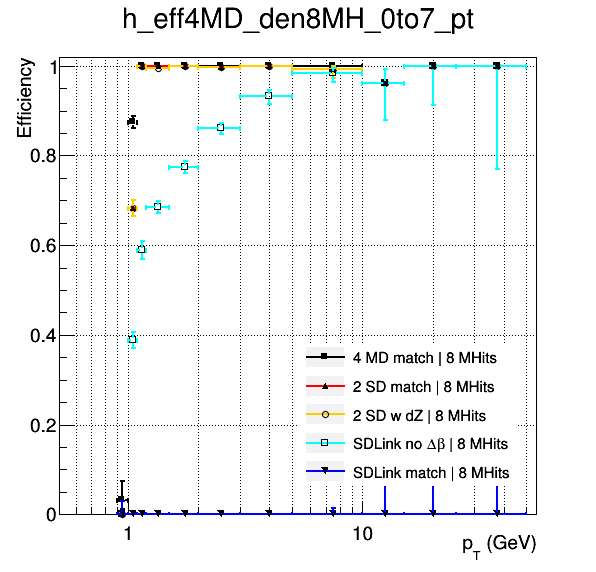 h_eff4MD_den8MH_0to7_pt
Efficiency
1
0.8
0.6
0.4
0.2
0
4 MD match | 8 MHits
2 SD match | 8 MHits
2 SD w dZ | 8 MHits
SDLink no Δβ | 8 MHits
SDLink match | 8 MHits
1
10
p_T (GeV)